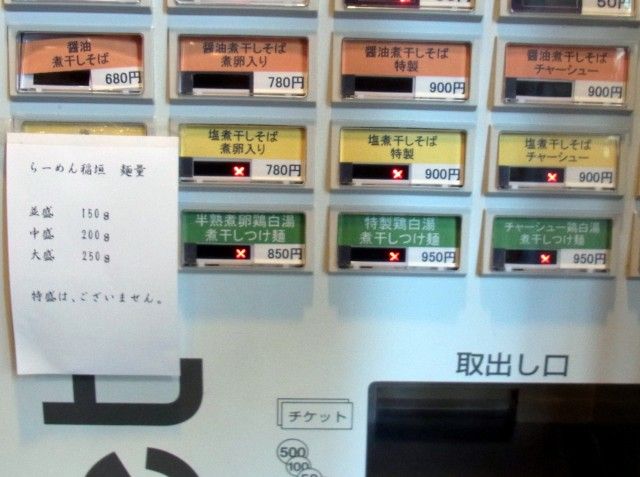 50円
醤油
煮干しそば
680円
醤油煮干しそば
煮卵入り
780円
醤油煮干しそば
特製
900円
醤油
煮干しそば
チャーシュー
900円
塩煮干しそば
煮卵入り
780円
塩煮干しそば
特製
900円
塩
煮干しそば
チャーシュー
900円
半熟煮卵鶏白湯
煮干しつけ麺
850円
特製鶏白湯
煮干しつけ麺
950円
チャーシュー鶏白湯
煮干しつけ麺
950円
らーめん稲垣 麺量
並盛 150g
中盛 200g
大盛 250g
特盛は、ございません。
取出し口
チケット
500
100
50